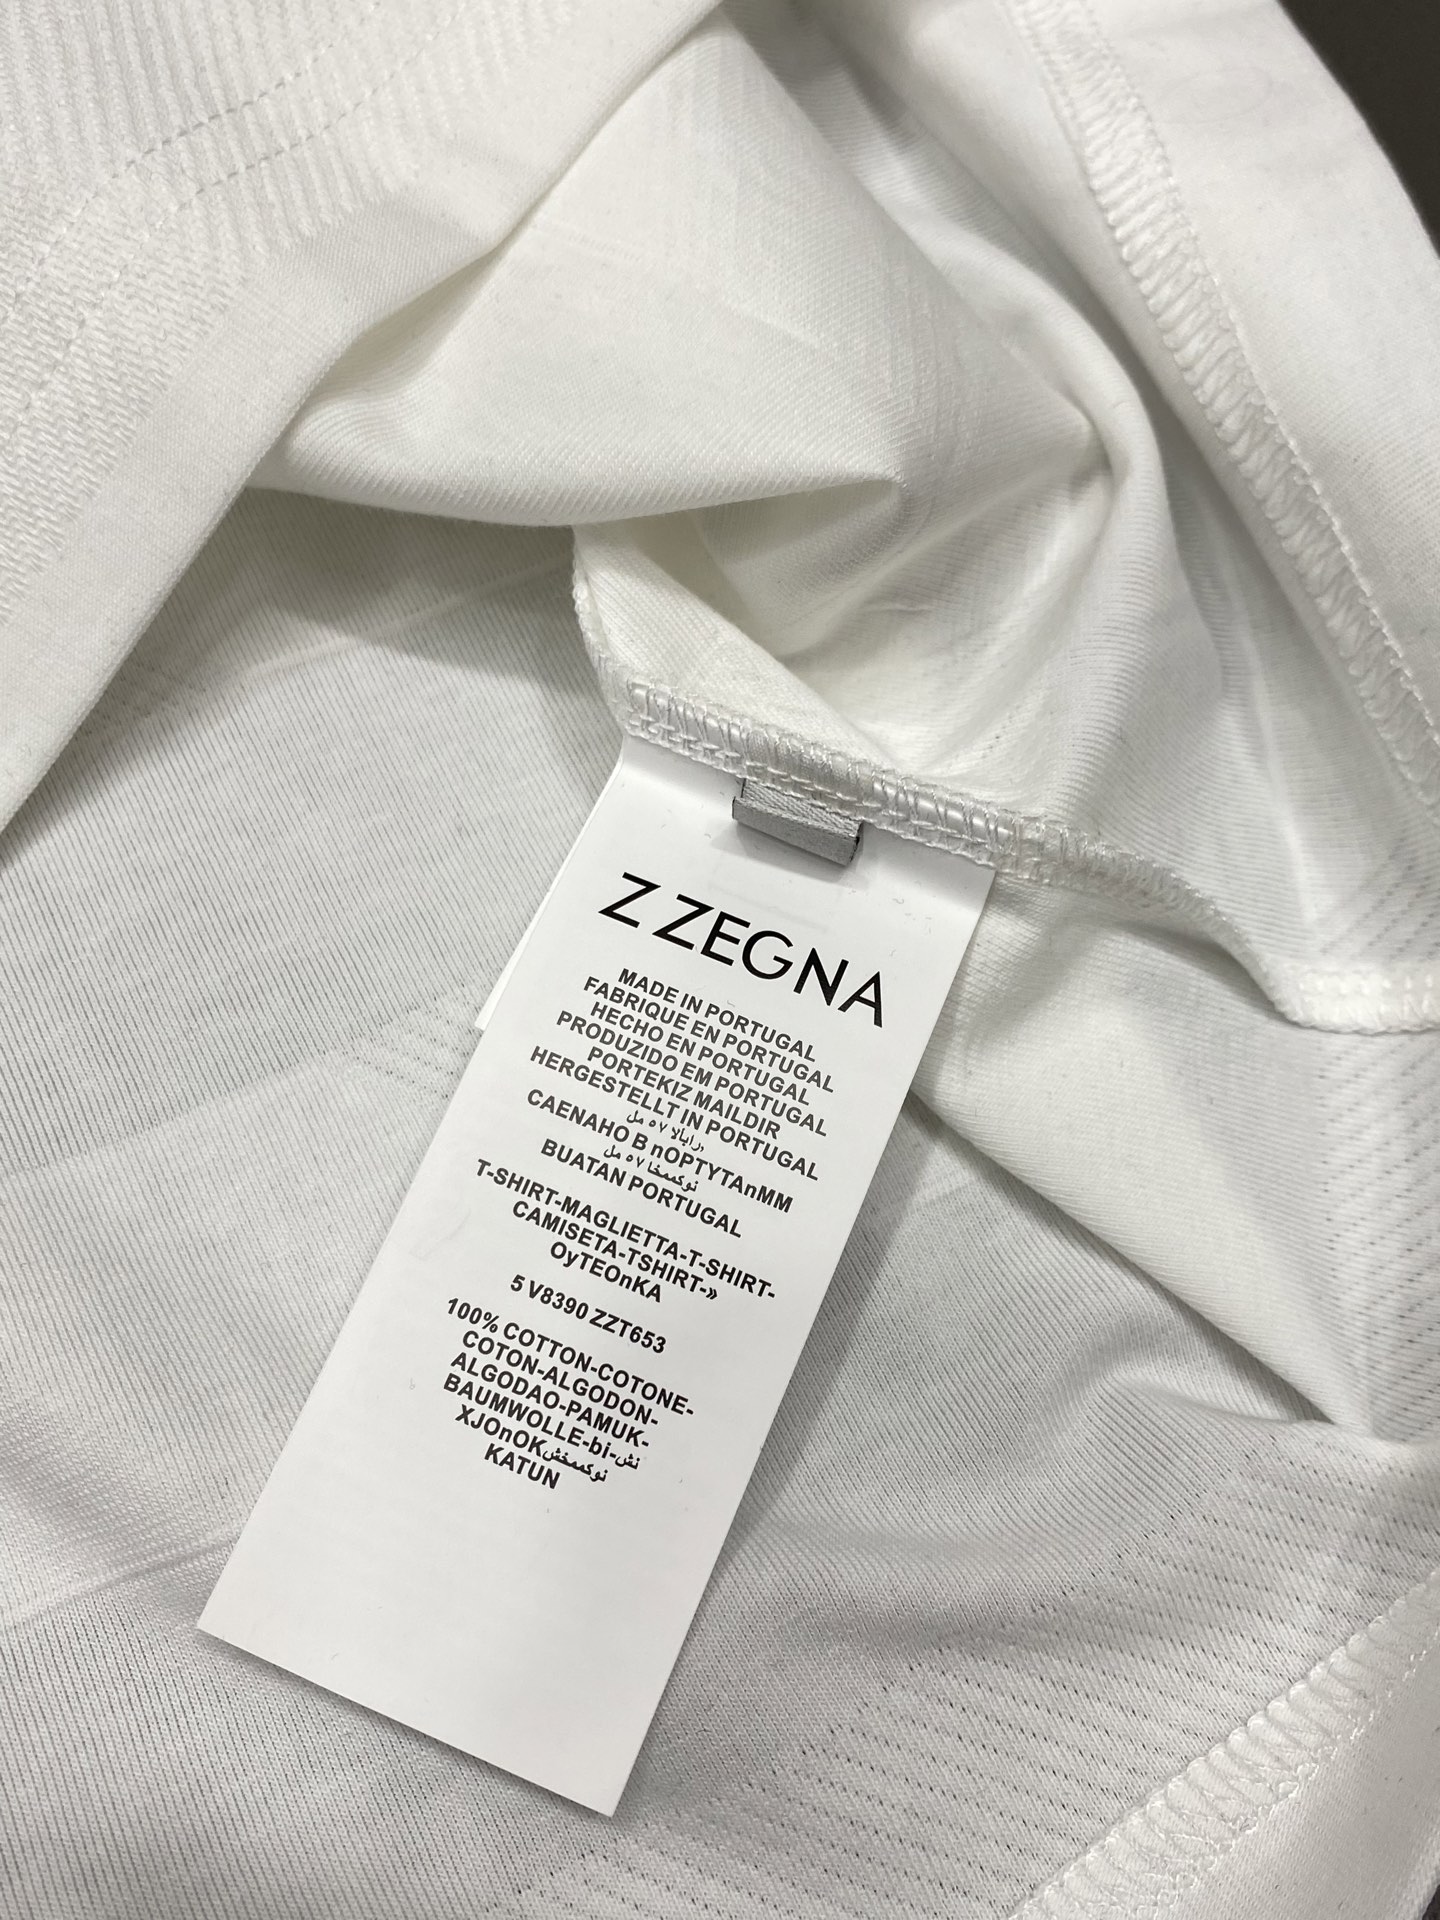 Z ZEGNA
MADE IN PORTUGAL
FABRIQUE EN PORTUGAL
HECHO EN PORTUGAL
PRODUZIDO EM PORTUGAL
PORTEKIZ MAILDIR
HERGESTELLT IN PORTUGAL
CAENAHO B nOPTYTAnMM
BUATAN PORTUGAL
T-SHIRT-MAGLIETTA-T-SHIRT-
CAMISETA-TSHIRT-»
OyTEOnKA
5 V8390 ZZT653
100% COTTON-COTONE-
COTON-ALGODON-
ALGODAO-PAMUK-
BAUMWOLLE-bi-
XJOnOK
KATUN